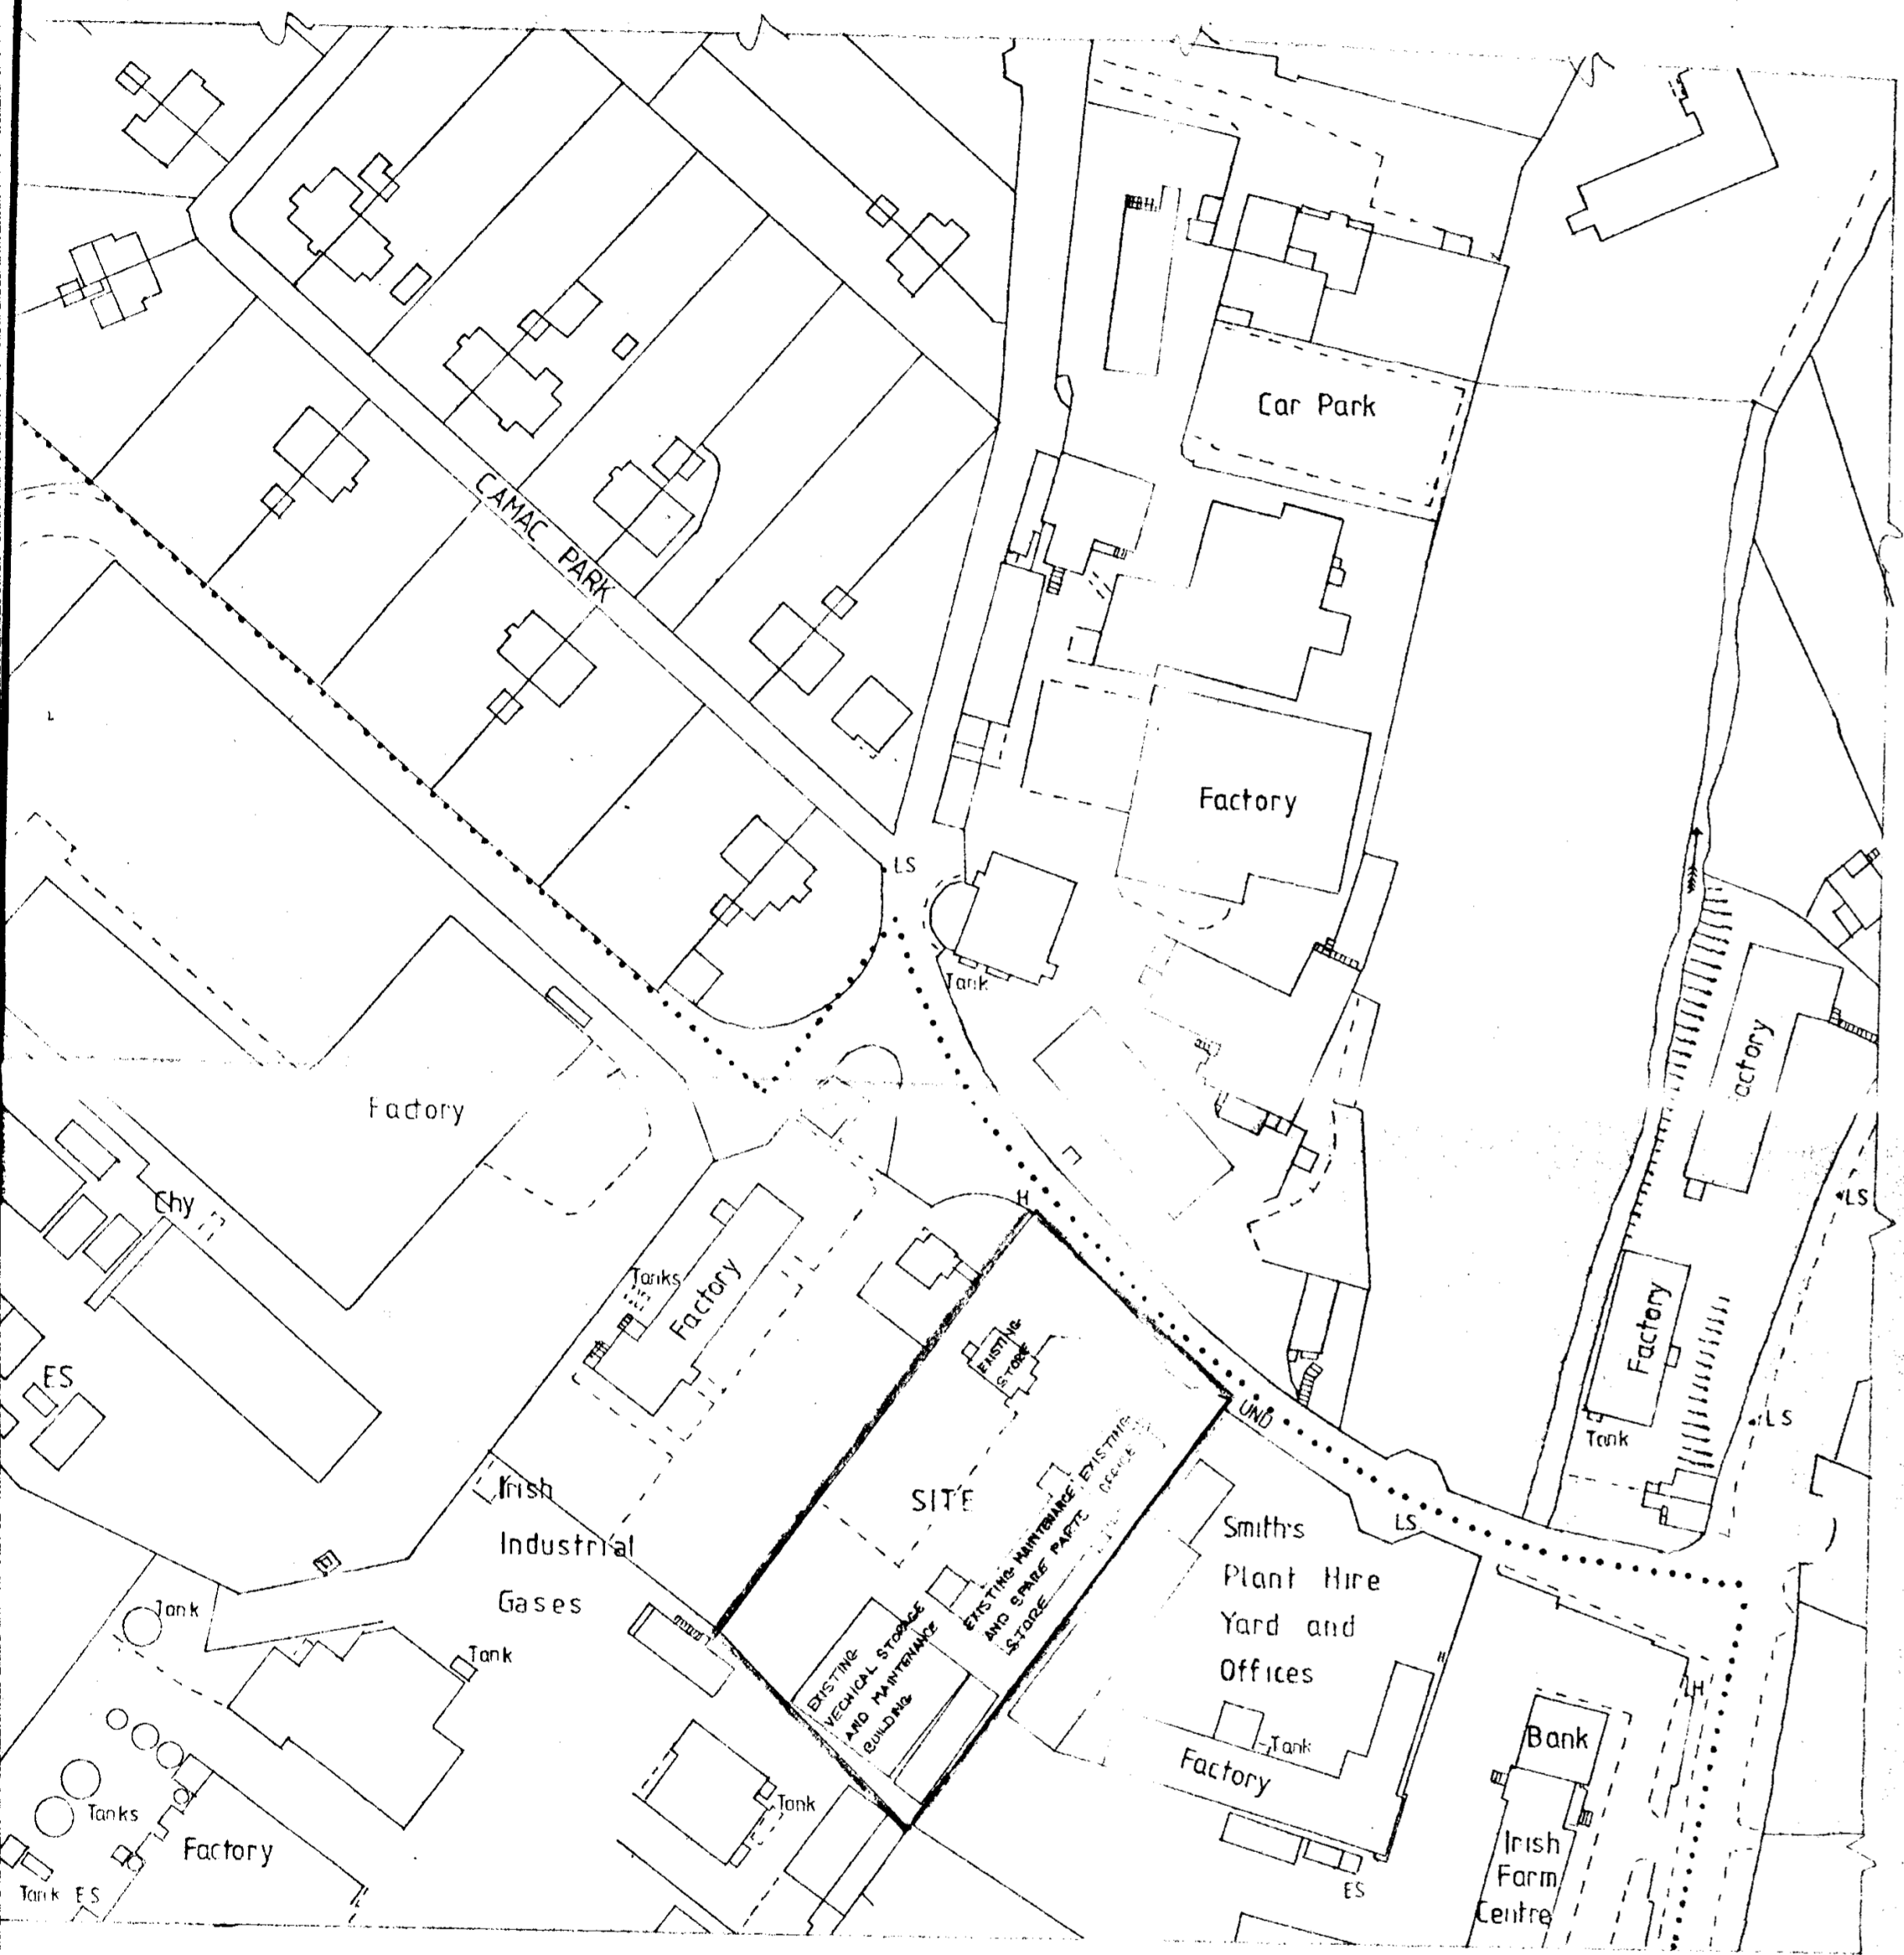 Car Park
CAMAC PARK
Factory
LS
Tank
Factory
Factory
H
LS
Chy
Tanks
Factory
Factory
ES
EXISTING
STORE
UND
LS
Tank
Irish
Industrial
Gases
SITE
EXISTING
OFFICE
EXISTING MAINTENANCE
AND SPARE PARTS
STORE
LS
Smith's
Plant Hire
Yard and
Offices
Tank
Tank
EXISTING
VECHICAL STORAGE
AND MAINTENANCE
BUILDING
H
Bank
Tank
Factory
Tank
Tanks
Factory
Irish
Farm
Centre
Tank ES
ES